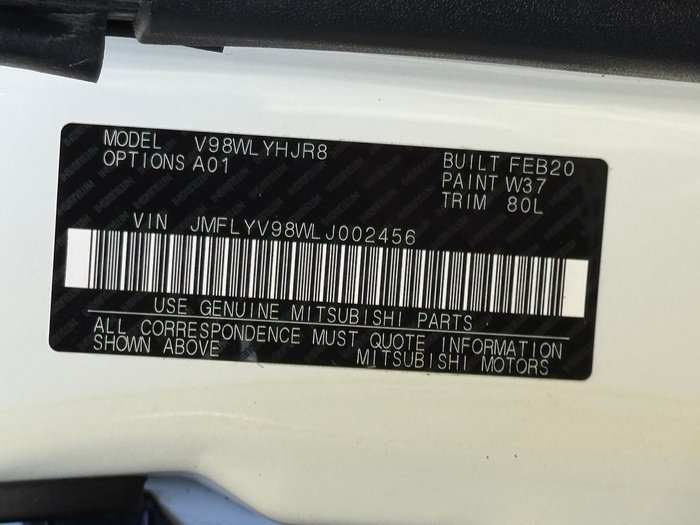 MODEL V98WLYHJR8
OPTIONS A01
BUILT FEB20
PAINT W37
TRIM 80L
VIN JMFLYV98WLJ002456
USE GENUINE MITSUBISHI PARTS
ALL CORRESPONDENCE MUST QUOTE INFORMATION
SHOWN ABOVE MITSUBISHI MOTORS